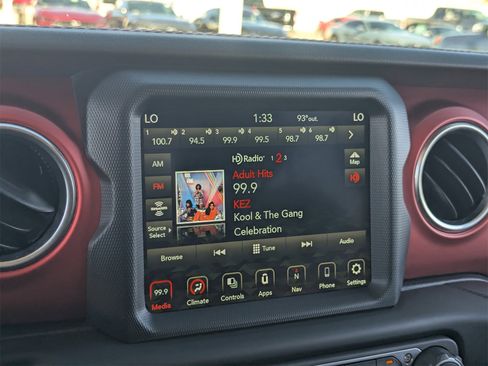 LO 1:33 93°out. LO
1 2 3 4 5 6
100.7 94.5 99.9 99.5 98.7 98.7
AM HD Radio 1 2 3 Map
FM Adult Hits HD
99.9
KEZ
SiriusXM Kool & The Gang
Source Select Celebration
Browse Tune Audio
99.9 N
Media Climate Controls Apps Nav Phone Settings